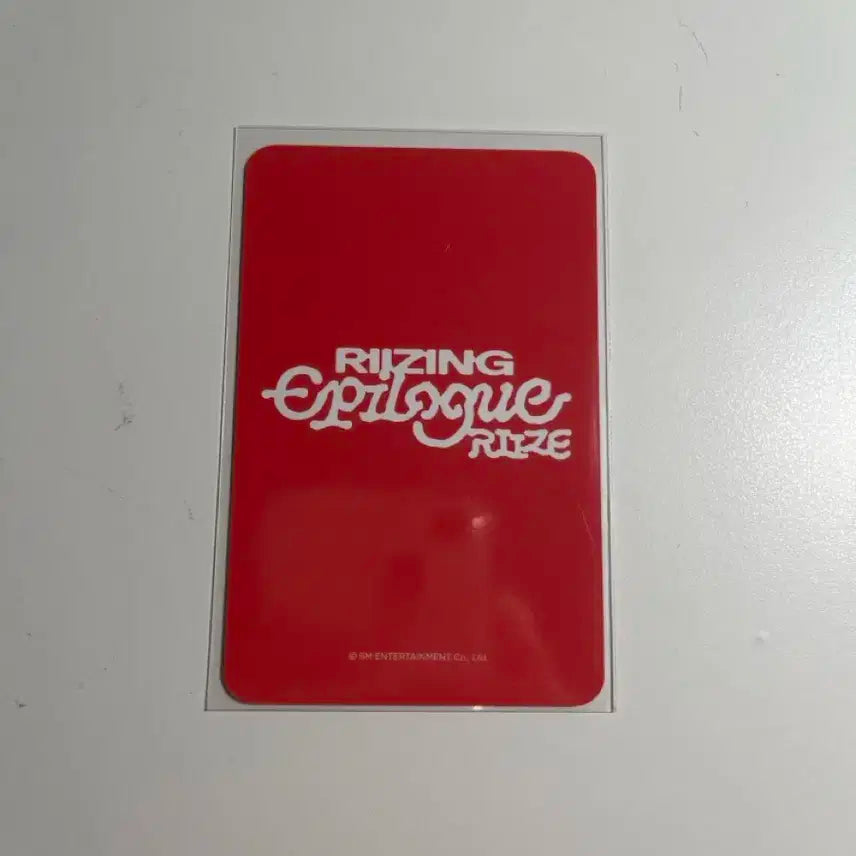 RIIZING
Epilogue
RIIZE
© SM ENTERTAINMENT Co., Ltd.